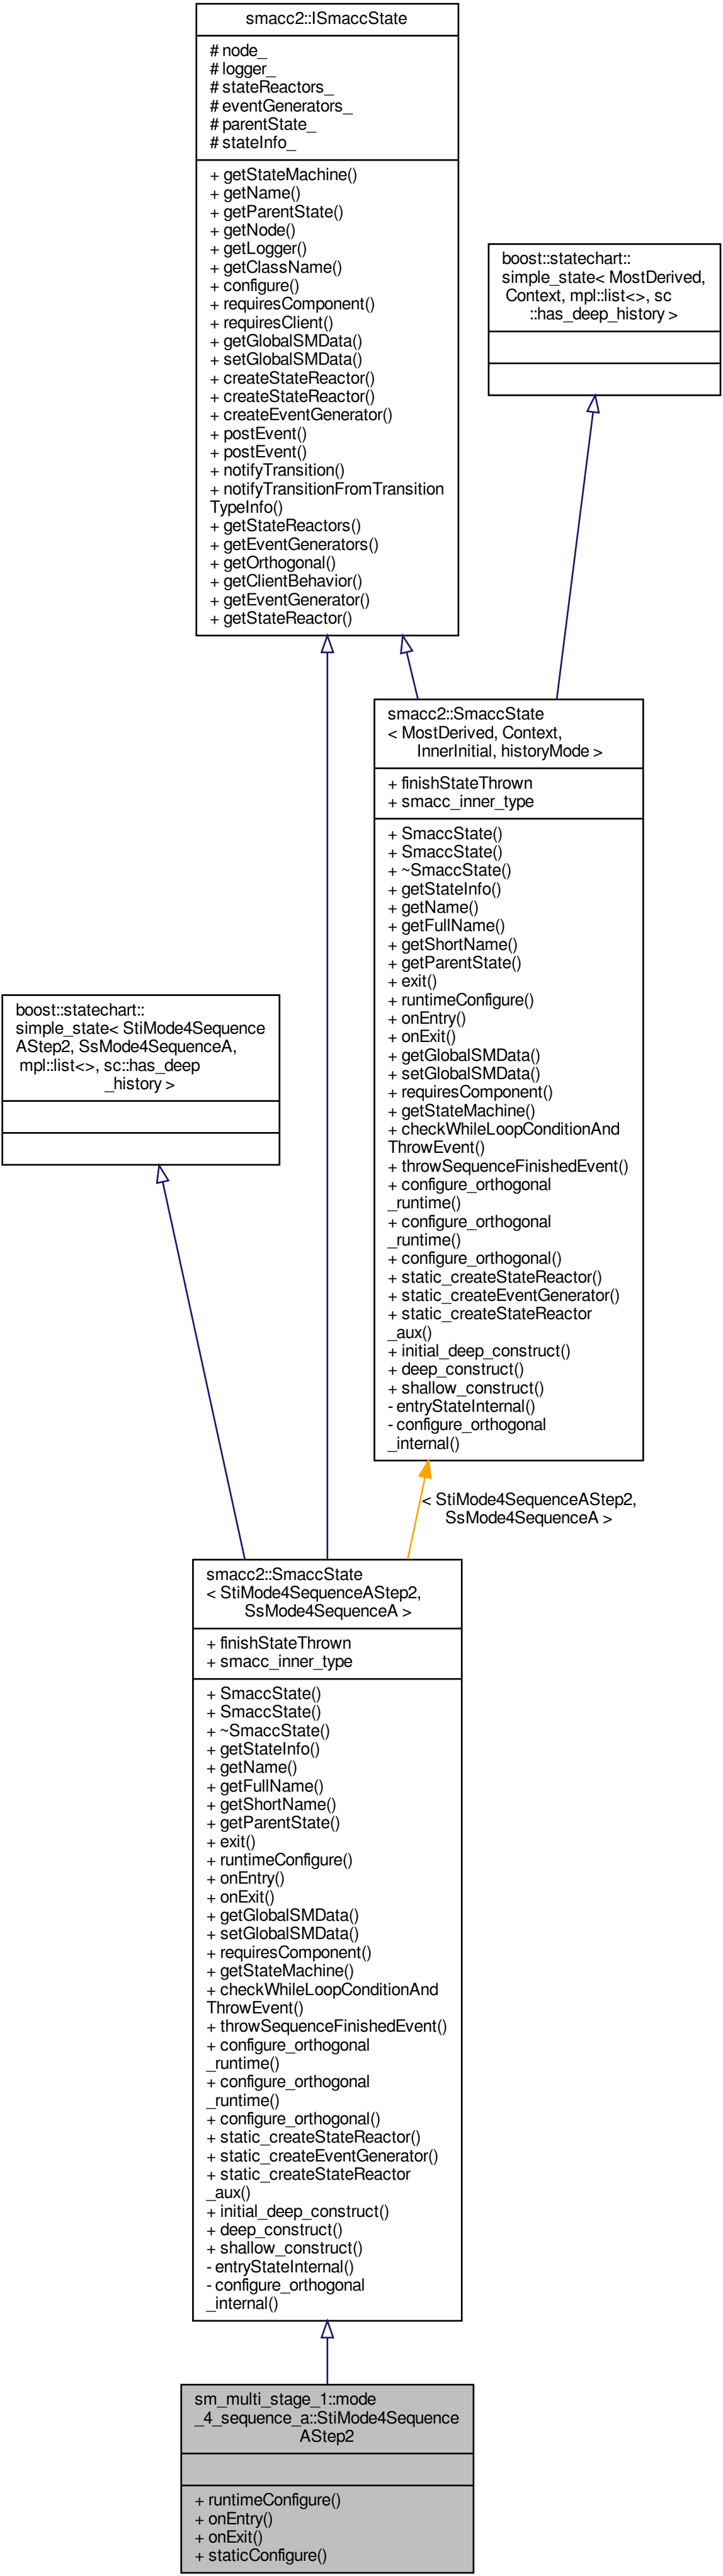 smacc2::ISmaccState
# node_
# logger_
# stateReactors_
# eventGenerators_
# parentState_
# stateInfo_
+ getStateMachine()
+ getName()
+ getParentState()
+ getNode()
+ getLogger()
+ getClassName()
+ configure()
+ requiresComponent()
+ requiresClient()
+ getGlobalSMData()
+ setGlobalSMData()
+ createStateReactor()
+ createStateReactor()
+ createEventGenerator()
+ postEvent()
+ postEvent()
+ notifyTransition()
+ notifyTransitionFromTransition
TypeInfo()
+ getStateReactors()
+ getEventGenerators()
+ getOrthogonal()
+ getClientBehavior()
+ getEventGenerator()
+ getStateReactor()
boost::statechart::
simple_state< MostDerived,
Context, mpl::list<>, sc
::has_deep_history >
smacc2::SmaccState
< MostDerived, Context,
InnerInitial, historyMode >
+ finishStateThrown
+ smacc_inner_type
+ SmaccState()
+ SmaccState()
+ ~SmaccState()
+ getStateInfo()
+ getName()
+ getFullName()
+ getShortName()
+ getParentState()
+ exit()
+ runtimeConfigure()
+ onEntry()
+ onExit()
+ getGlobalSMData()
+ setGlobalSMData()
+ requiresComponent()
+ getStateMachine()
+ checkWhileLoopConditionAnd
ThrowEvent()
+ throwSequenceFinishedEvent()
+ configure_orthogonal
_runtime()
+ configure_orthogonal
_runtime()
+ configure_orthogonal()
+ static_createStateReactor()
+ static_createEventGenerator()
+ static_createStateReactor
_aux()
+ initial_deep_construct()
+ deep_construct()
+ shallow_construct()
- entryStateInternal()
- configure_orthogonal
_internal()
boost::statechart::
simple_state< StiMode4Sequence
AStep2, SsMode4SequenceA,
mpl::list<>, sc::has_deep
_history >
< StiMode4SequenceAStep2,
SsMode4SequenceA >
smacc2::SmaccState
< StiMode4SequenceAStep2,
SsMode4SequenceA >
+ finishStateThrown
+ smacc_inner_type
+ SmaccState()
+ SmaccState()
+ ~SmaccState()
+ getStateInfo()
+ getName()
+ getFullName()
+ getShortName()
+ getParentState()
+ exit()
+ runtimeConfigure()
+ onEntry()
+ onExit()
+ getGlobalSMData()
+ setGlobalSMData()
+ requiresComponent()
+ getStateMachine()
+ checkWhileLoopConditionAnd
ThrowEvent()
+ throwSequenceFinishedEvent()
+ configure_orthogonal
_runtime()
+ configure_orthogonal
_runtime()
+ configure_orthogonal()
+ static_createStateReactor()
+ static_createEventGenerator()
+ static_createStateReactor
_aux()
+ initial_deep_construct()
+ deep_construct()
+ shallow_construct()
- entryStateInternal()
- configure_orthogonal
_internal()
sm_multi_stage_1::mode
_4_sequence_a::StiMode4Sequence
AStep2
+ runtimeConfigure()
+ onEntry()
+ onExit()
+ staticConfigure()